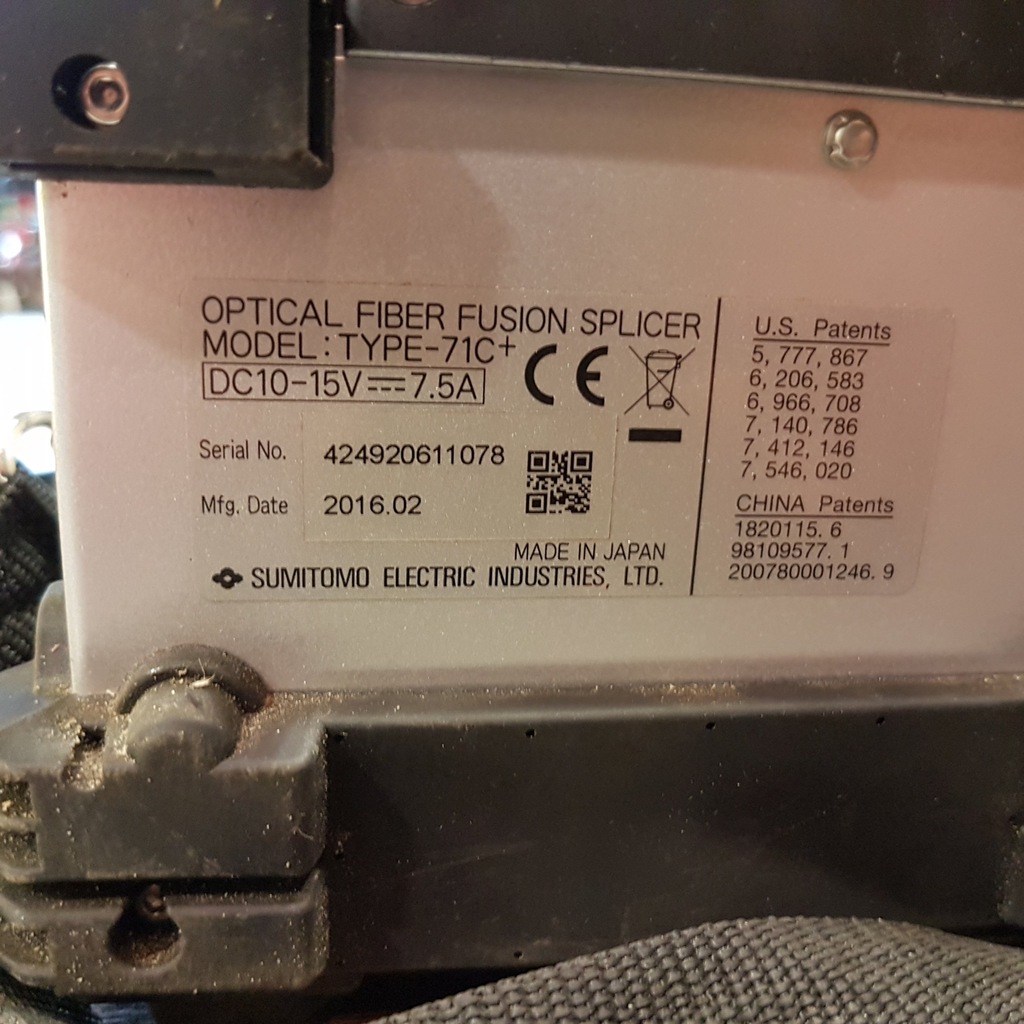 OPTICAL FIBER FUSION SPLICER
MODEL : TYPE-71C+
DC10-15V⎓7.5A
CE
Serial No. 424920611078
Mfg. Date 2016.02
MADE IN JAPAN
SUMITOMO ELECTRIC INDUSTRIES, LTD.
U.S. Patents
5, 777, 867
6, 206, 583
6, 966, 708
7, 140, 786
7, 412, 146
7, 546, 020
CHINA Patents
1820115. 6
98109577. 1
200780001246. 9